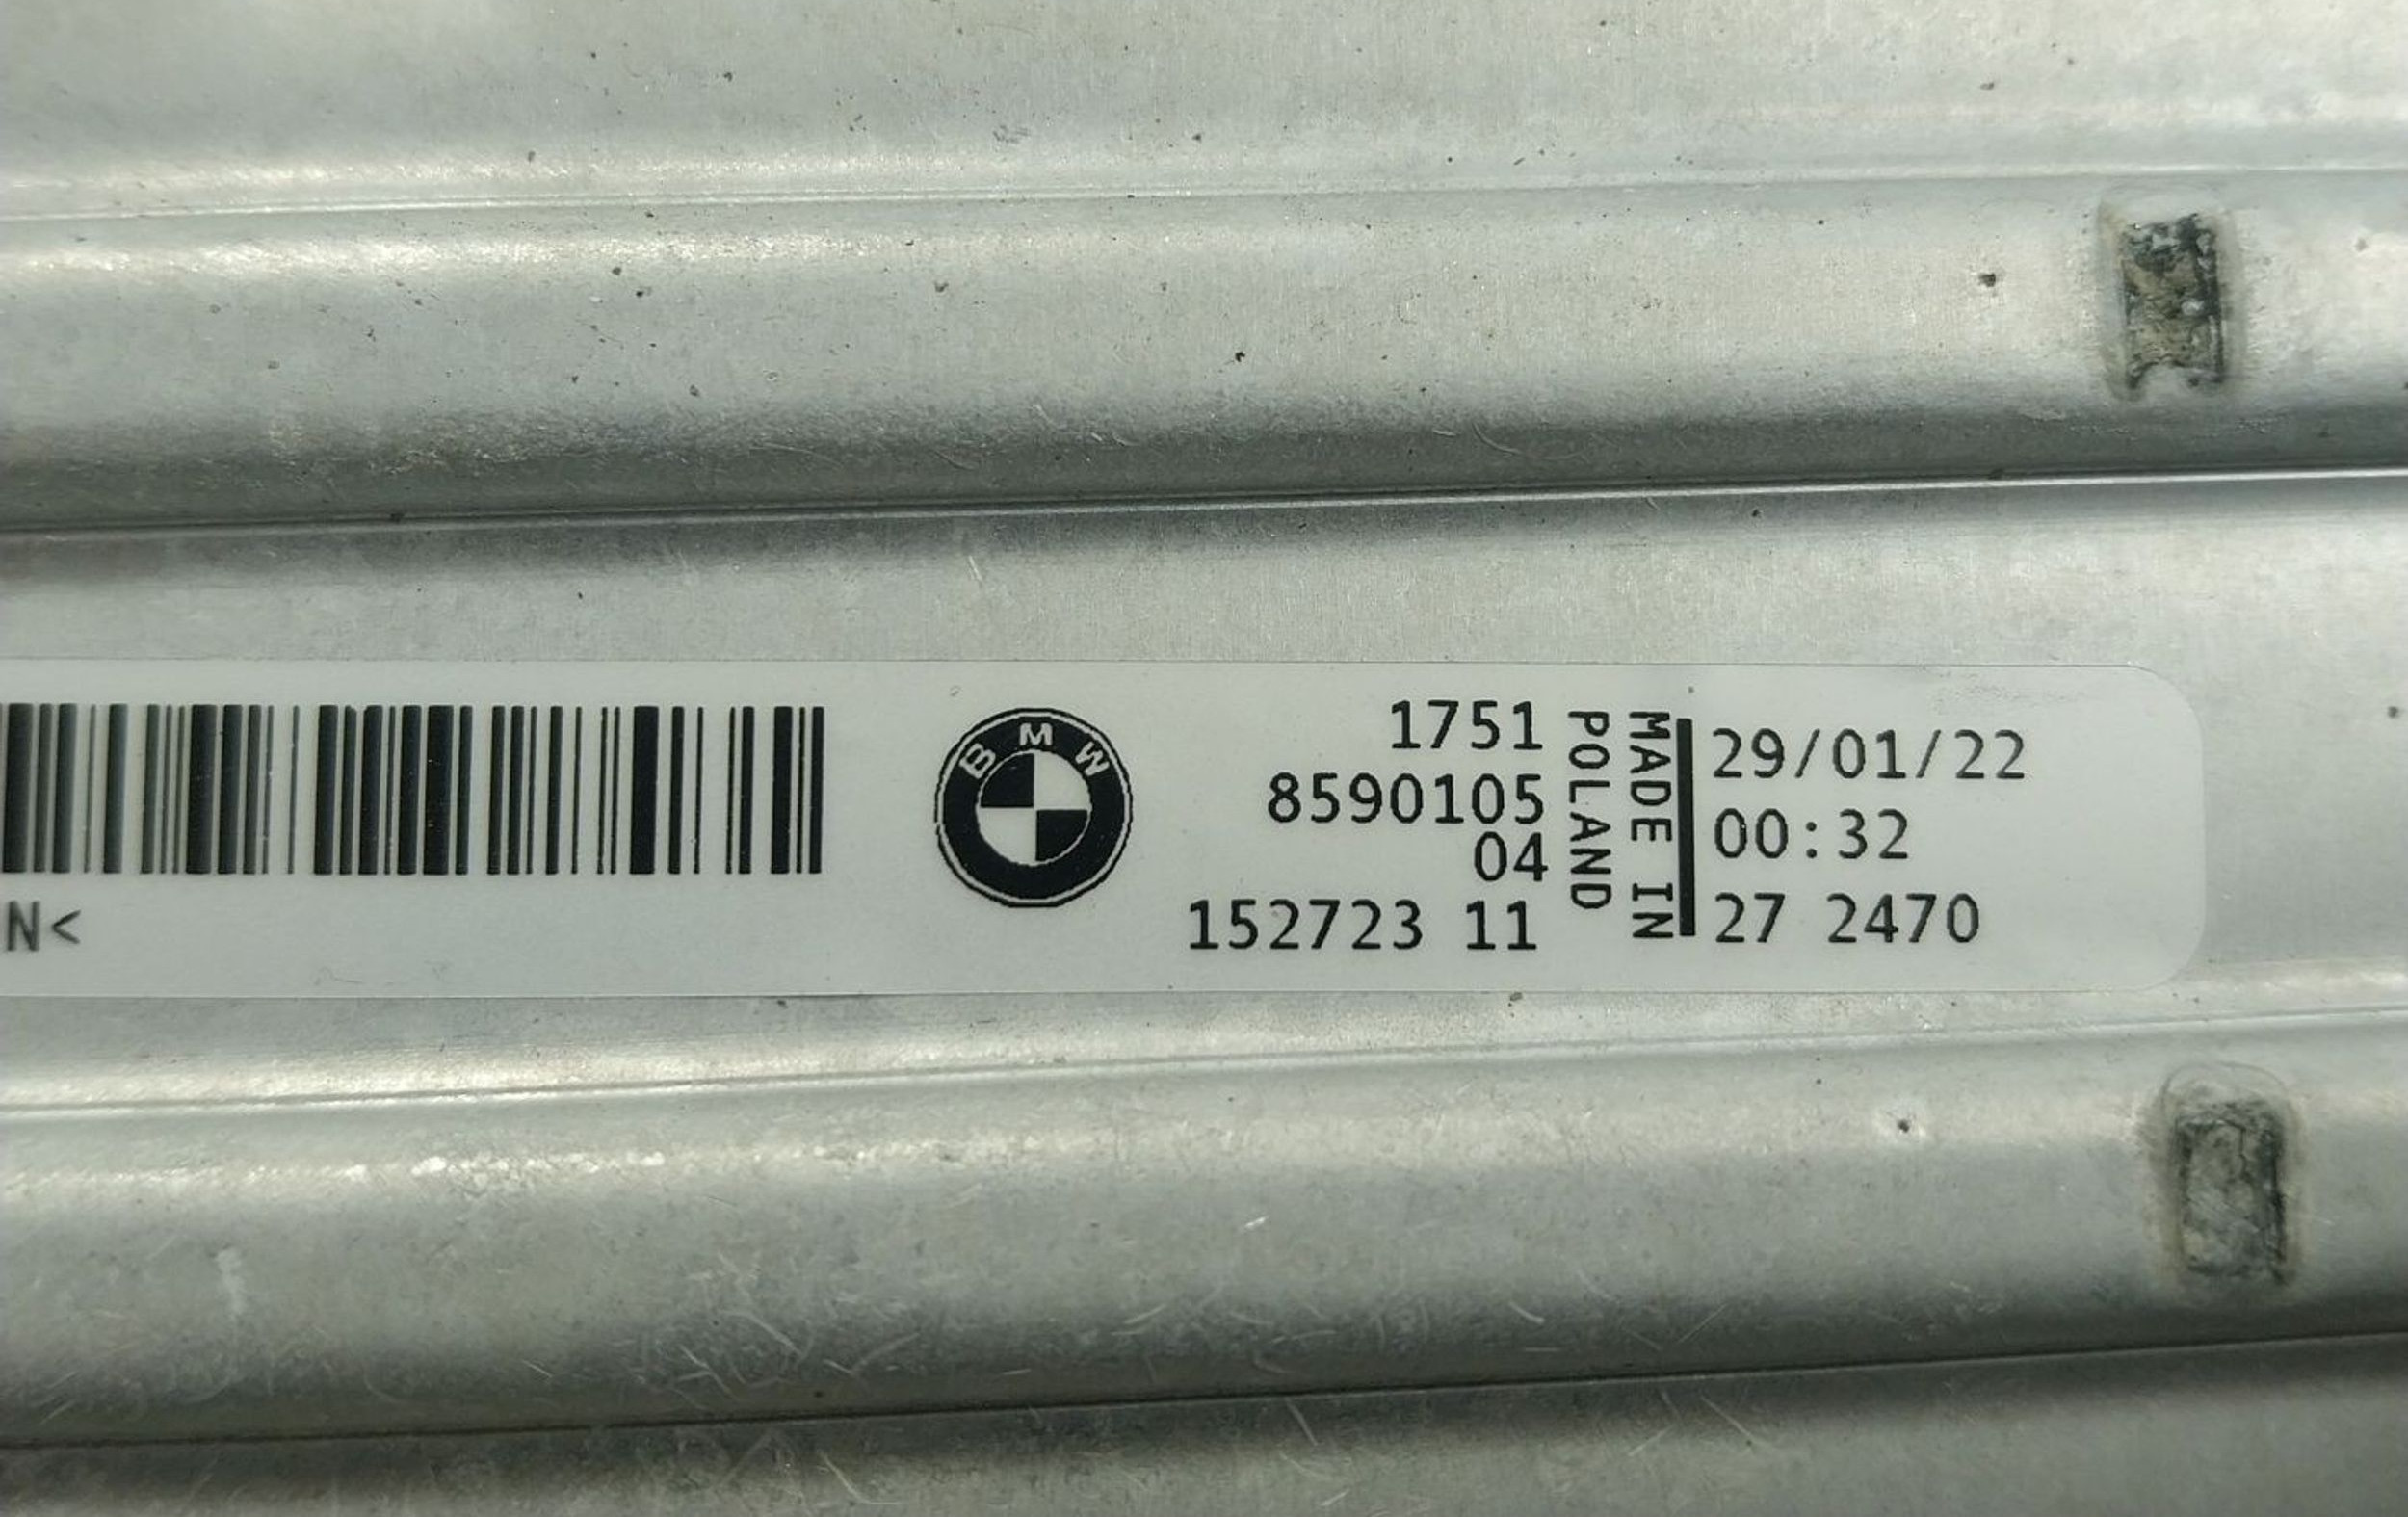 N<
BMW
1751
8590105
04
152723 11
MADE IN
POLAND
29/01/22
00:32
27 2470